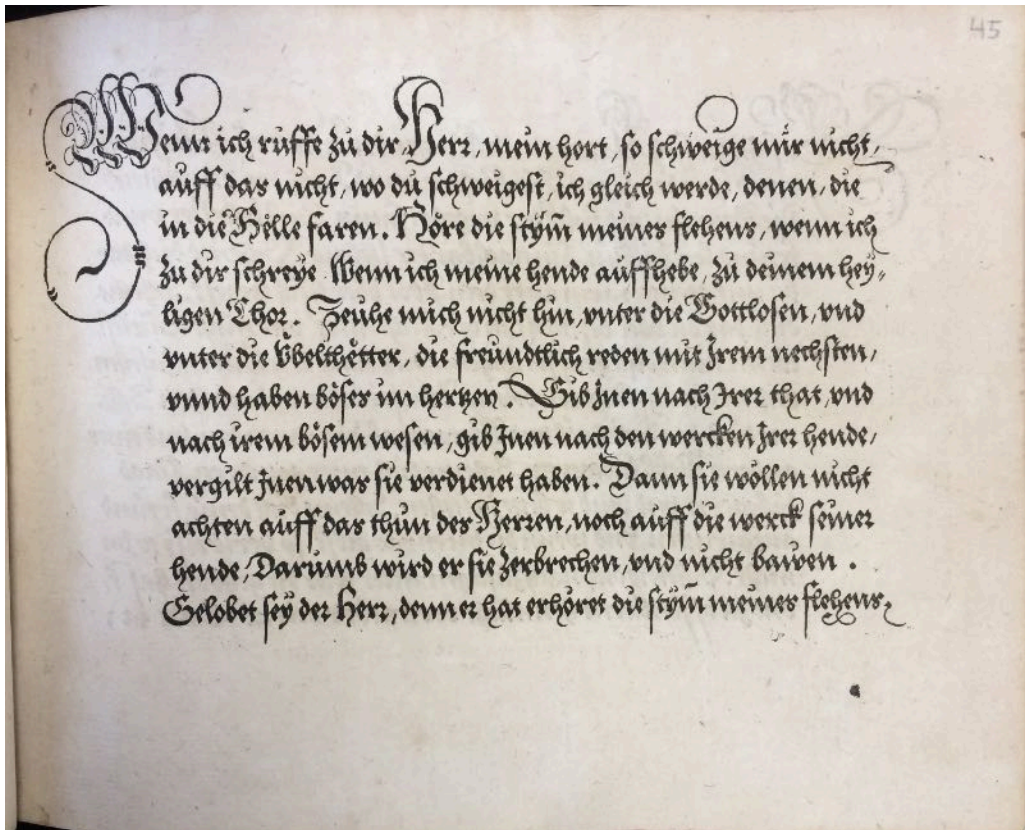 45
Wenn ich rüffe zu dir, Herr, mein hort, so schweige mir nicht,
auff das nicht, wo dü schweigest, ich gleich werde, denen, die
in die Helle faren. Höre die stym̃ meines flehens, wenn ich
zu dir schreye Wenn ich meine hende auffhebe, zu deinem hey⸗
ligen Chor. Zeuhe mich nicht hin, vnter die Gottlosen, vnd
vnter die Vbelthetter, die freündtlich reden mit Irem nechsten,
vnnd haben böses im hertzen. Gib Inen nach Irer that, vnd
nach irem bösem wesen, gib Inen nach den wercken Irer hende,
vergilt Inen was sie verdienet haben. Dann sie wöllen nicht
achten auff das thün des Herren, noch auff die werck seiner
hende, Darumb wird er sie zerbrechen, vnd nicht bawen .
Gelobet sey der Herr, denn er hat erhöret die stym̃ meines flehens,